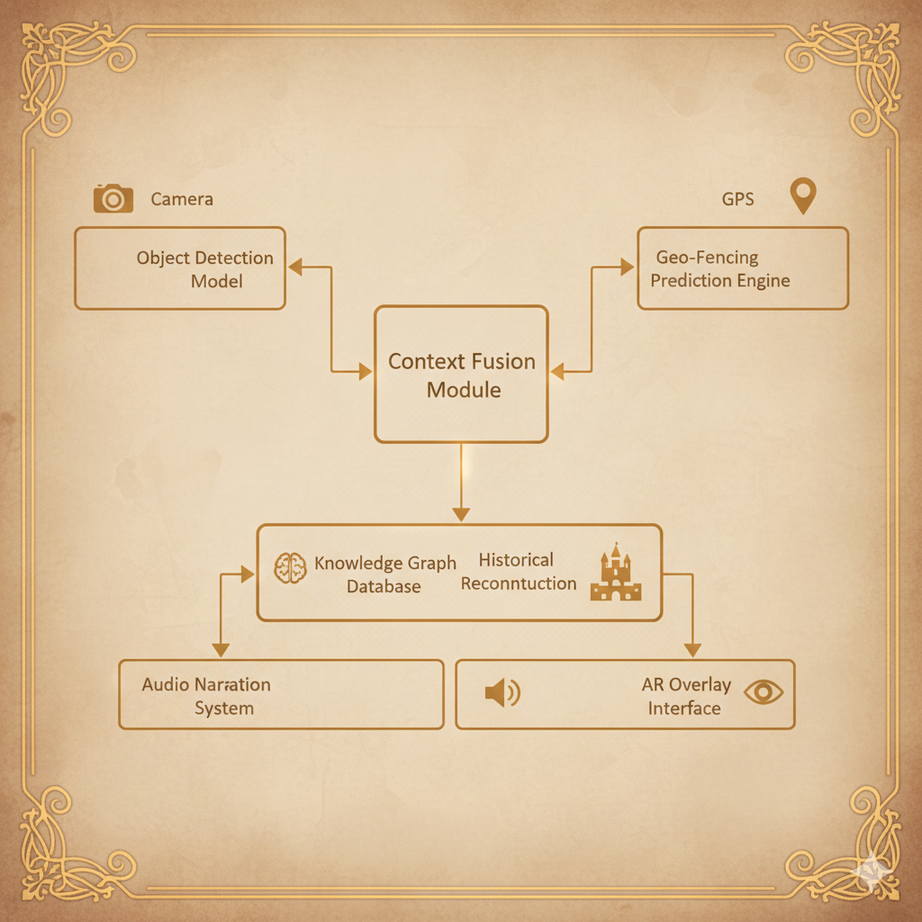 Camera
GPS
Object Detection
Model
Geo-Fencing
Prediction Engine
Context Fusion
Module
Knowledge Graph
Database
Historical
Reconntuction
Audio Narration
System
AR Overlay
Interface